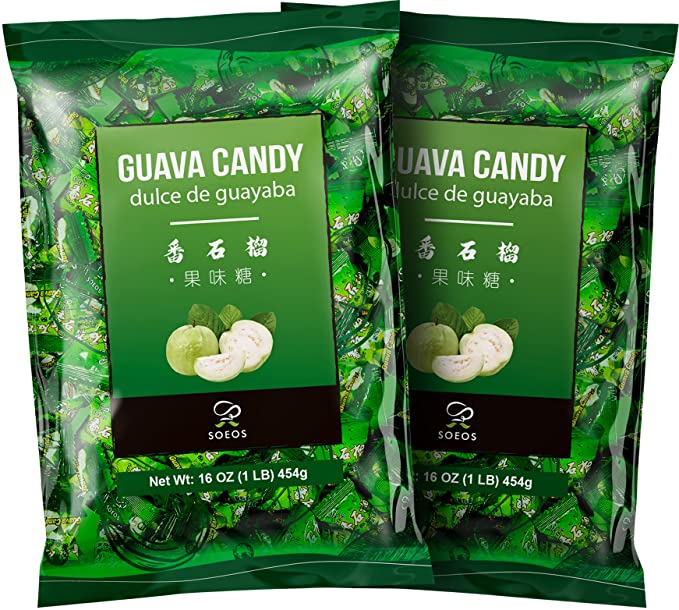 GUAVA CANDY
dulce de guayaba
番石榴
·果味糖·
SOEOS
Net Wt: 16 OZ (1 LB) 454g
UAVA CANDY
dulce de guayaba
番石榴
·果味糖·
SOEOS
: 16 OZ (1 LB) 454g